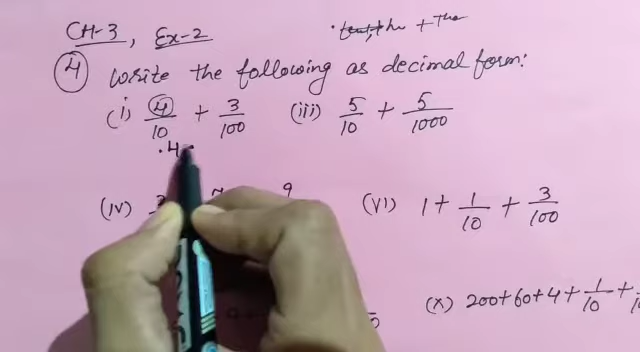 CH-3, Ex-2
4 Write the following as decimal form:
(i) 4/10 + 3/100 (iii) 5/10 + 5/1000
.4
(iv) (vi) 1 + 1/10 + 3/100
(x) 200+60+4+1/10+